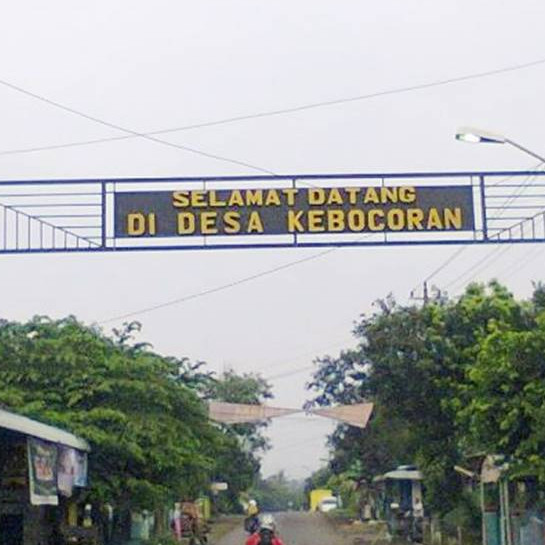 SELAMAT DATANG
DI DESA KEBOCORAN